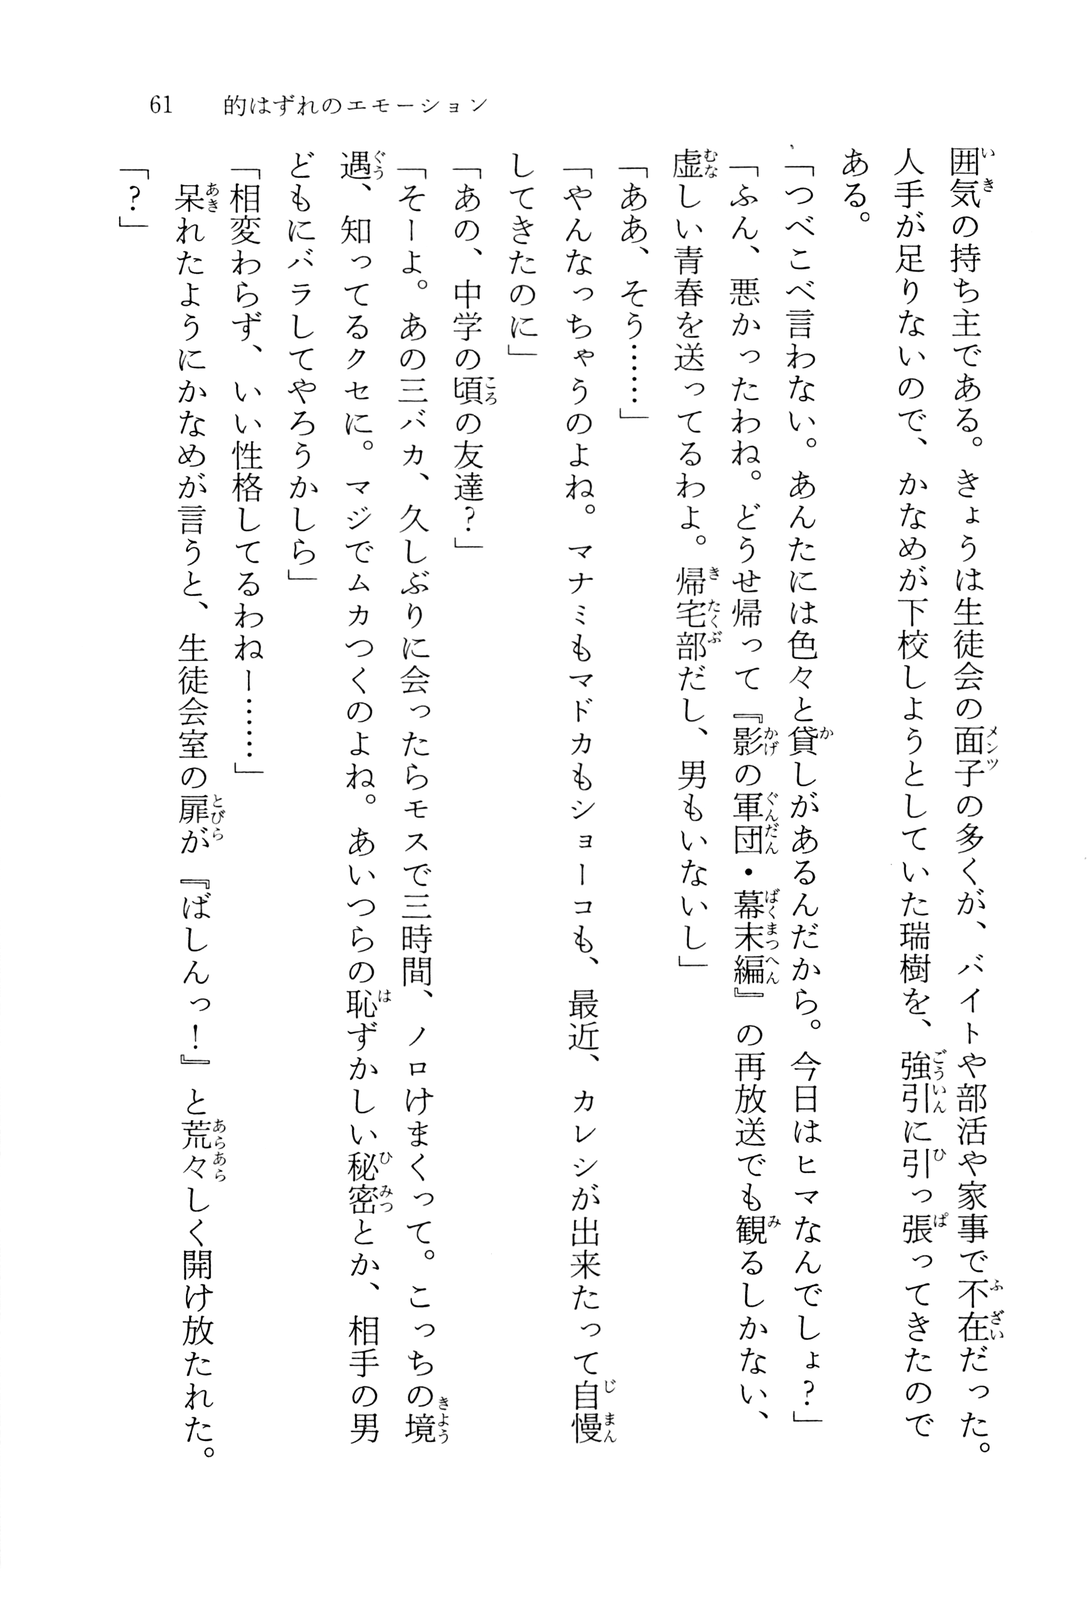 61　的はずれのエモーション
囲気の持ち主である。きょうは生徒会の面子の多くが、バイトや部活や家事で不在だった。
人手が足りないので、かなめが下校しようとしていた瑞樹を、強引に引っ張ってきたので
ある。
「つべこべ言わない。あんたには色々と貸しがあるんだから。今日はヒマなんでしょ？」
「ふん、悪かったわね。どうせ帰って『影の軍団・幕末編』の再放送でも観るしかない、
虚しい青春を送ってるわよ。帰宅部だし、男もいないし」
「ああ、そう……」
「やんなっちゃうのよね。マナミもマドカもショーコも、最近、カレシが出来たって自慢
してきたのに」
「あの、中学の頃の友達？」
「そーよ。あの三バカ、久しぶりに会ったらモスで三時間、ノロけまくって。こっちの境
遇、知ってるクセに。マジでムカつくのよね。あいつらの恥ずかしい秘密とか、相手の男
どもにバラしてやろうかしら」
「相変わらず、いい性格してるわねー……」
呆れたようにかなめが言うと、生徒会室の扉が『ばしんっ！』と荒々しく開け放たれた。
「？」